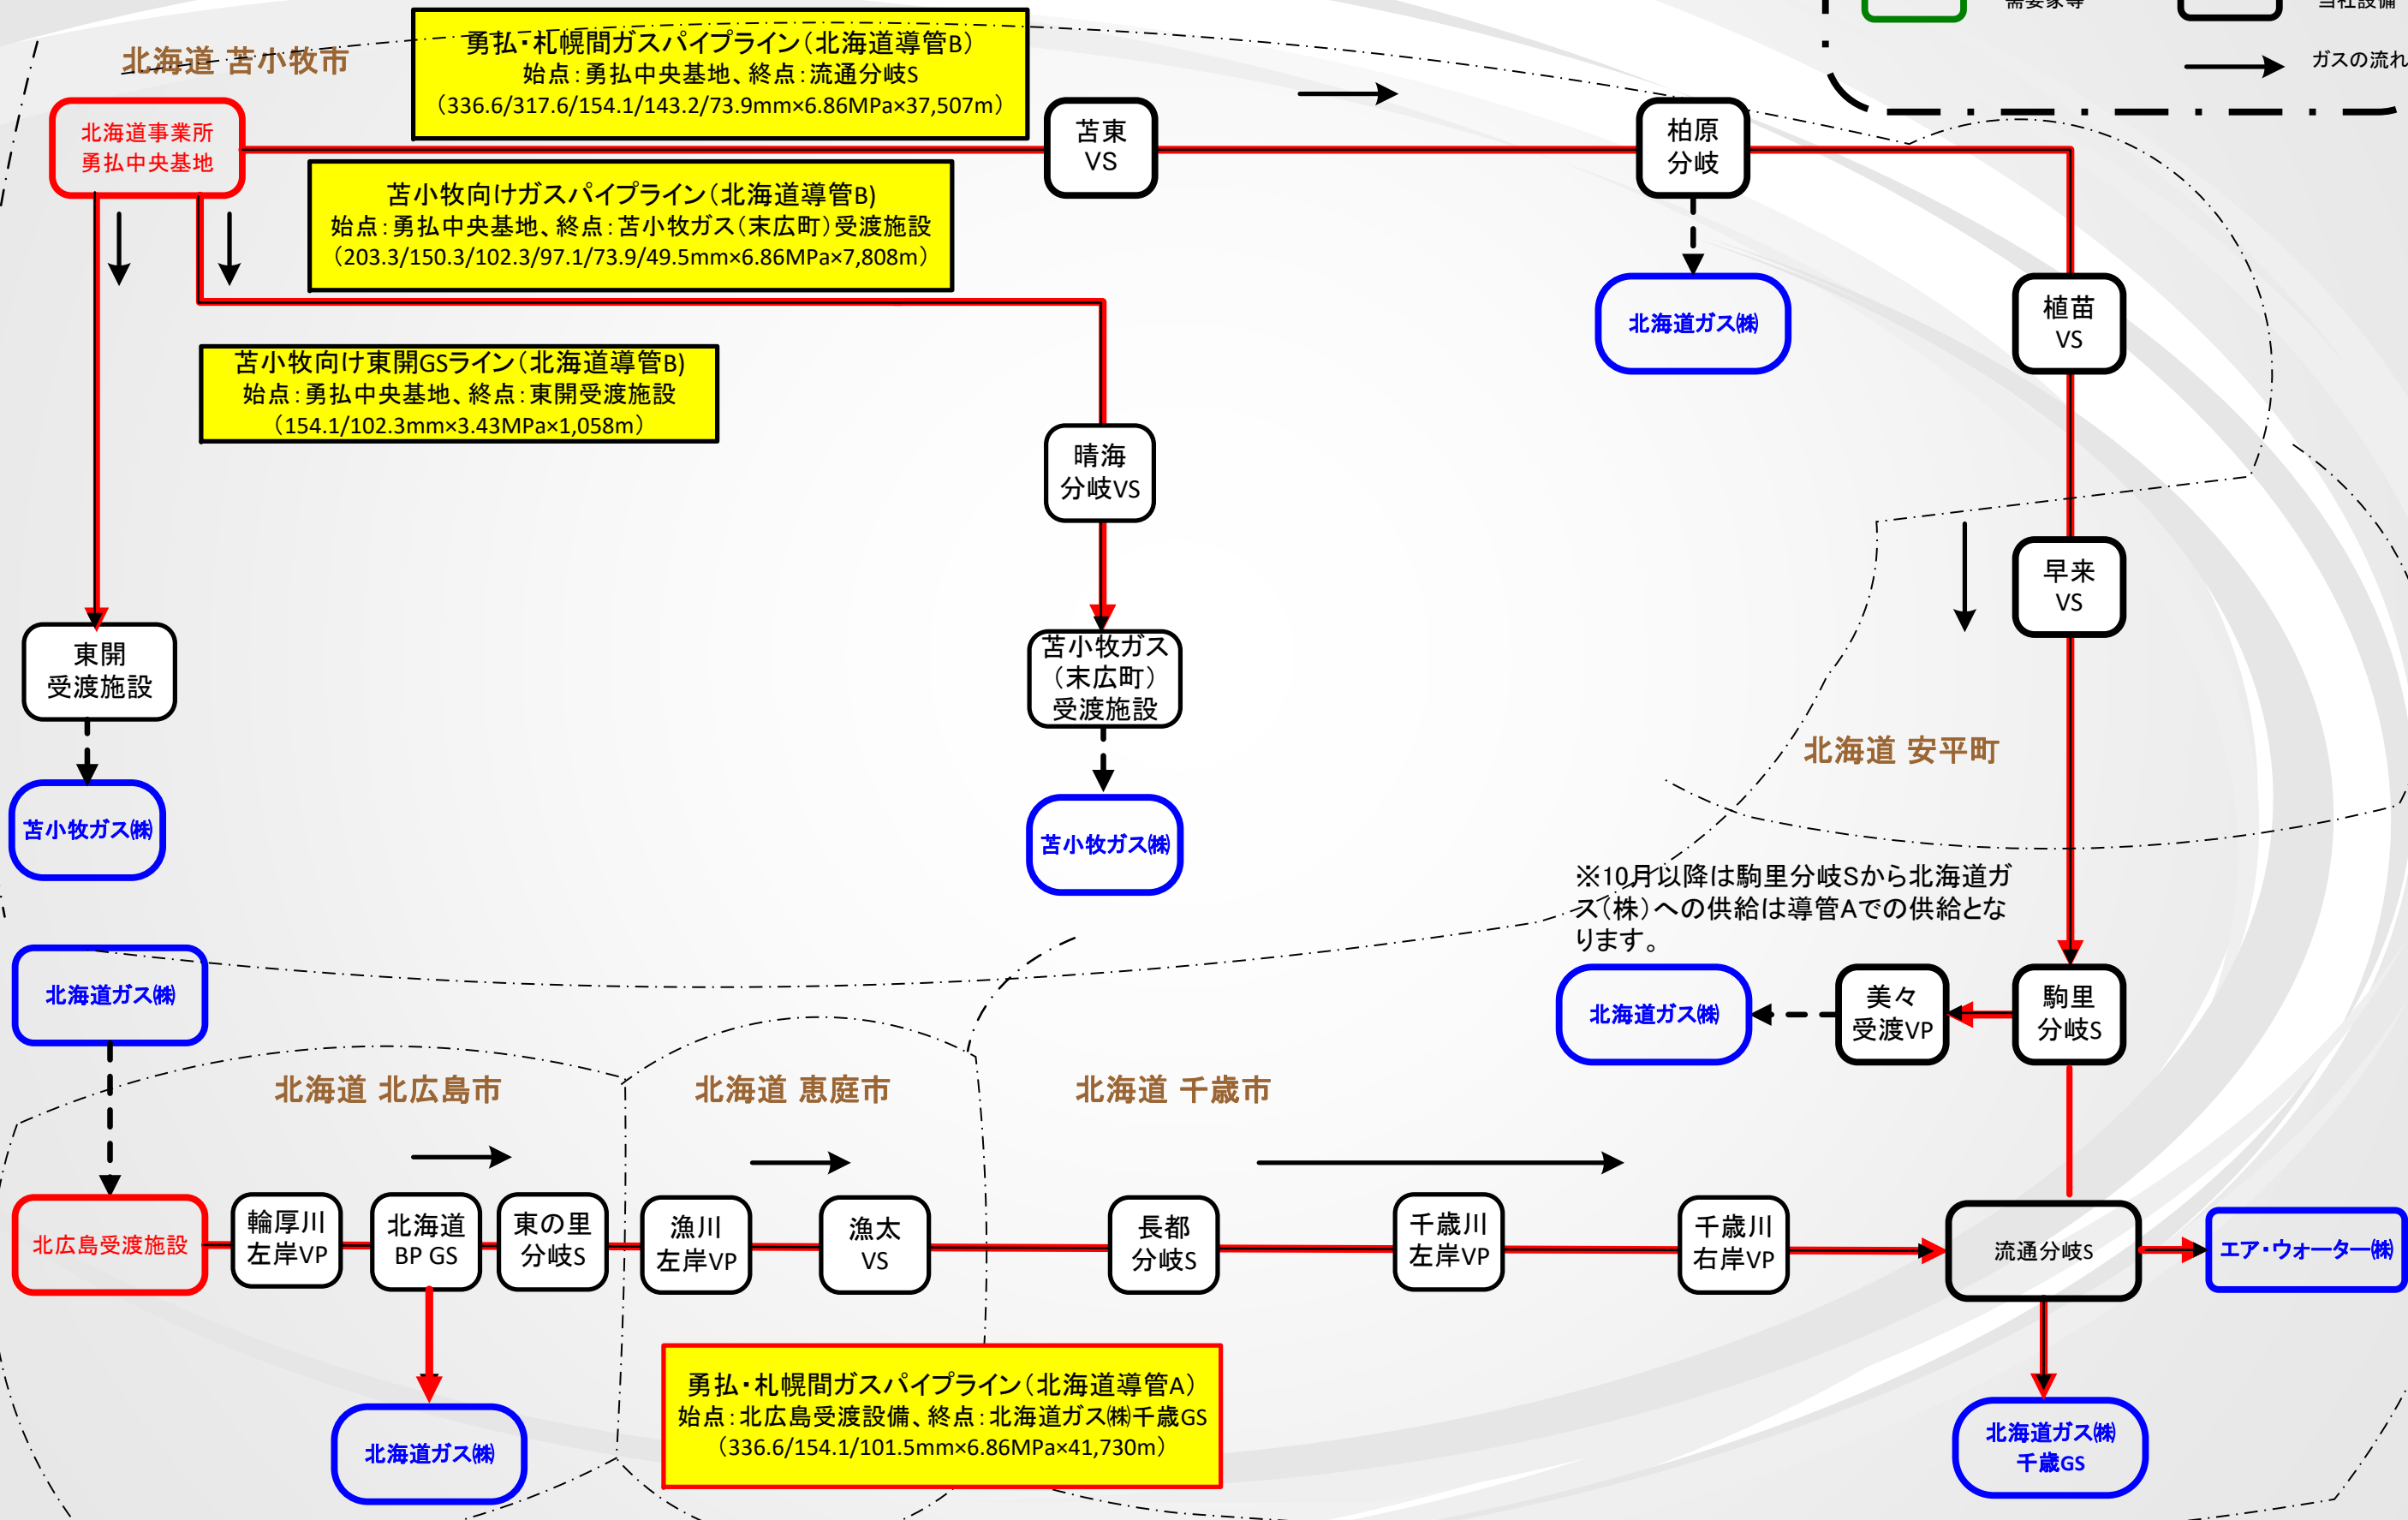 需要家等
当社設備
ガスの流れ
北海道 苫小牧市
勇払・札幌間ガスパイプライン（北海道導管B）
始点：勇払中央基地、終点：流通分岐S
（336.6/317.6/154.1/143.2/73.9mm×6.86MPa×37,507m）
北海道事業所
勇払中央基地
苫東
VS
柏原
分岐
苫小牧向けガスパイプライン（北海道導管B)
始点：勇払中央基地、終点：苫小牧ガス（末広町）受渡施設
（203.3/150.3/102.3/97.1/73.9/49.5mm×6.86MPa×7,808m）
北海道ガス㈱
植苗
VS
苫小牧向け東開GSライン（北海道導管B)
始点：勇払中央基地、終点：東開受渡施設
（154.1/102.3mm×3.43MPa×1,058m）
晴海
分岐VS
早来
VS
東開
受渡施設
苫小牧ガス
（末広町）
受渡施設
北海道 安平町
苫小牧ガス㈱
苫小牧ガス㈱
※10月以降は駒里分岐Sから北海道ガ
ス（株）への供給は導管Aでの供給とな
ります。
北海道ガス㈱
北海道ガス㈱
美々
受渡VP
駒里
分岐S
北海道 北広島市
北海道 恵庭市
北海道 千歳市
北広島受渡施設
輪厚川
左岸VP
北海道
BP GS
東の里
分岐S
漁川
左岸VP
漁太
VS
長都
分岐S
千歳川
左岸VP
千歳川
右岸VP
流通分岐S
エア・ウォーター㈱
勇払・札幌間ガスパイプライン（北海道導管A）
始点：北広島受渡設備、終点：北海道ガス㈱千歳GS
（336.6/154.1/101.5mm×6.86MPa×41,730m）
北海道ガス㈱
北海道ガス㈱
千歳GS